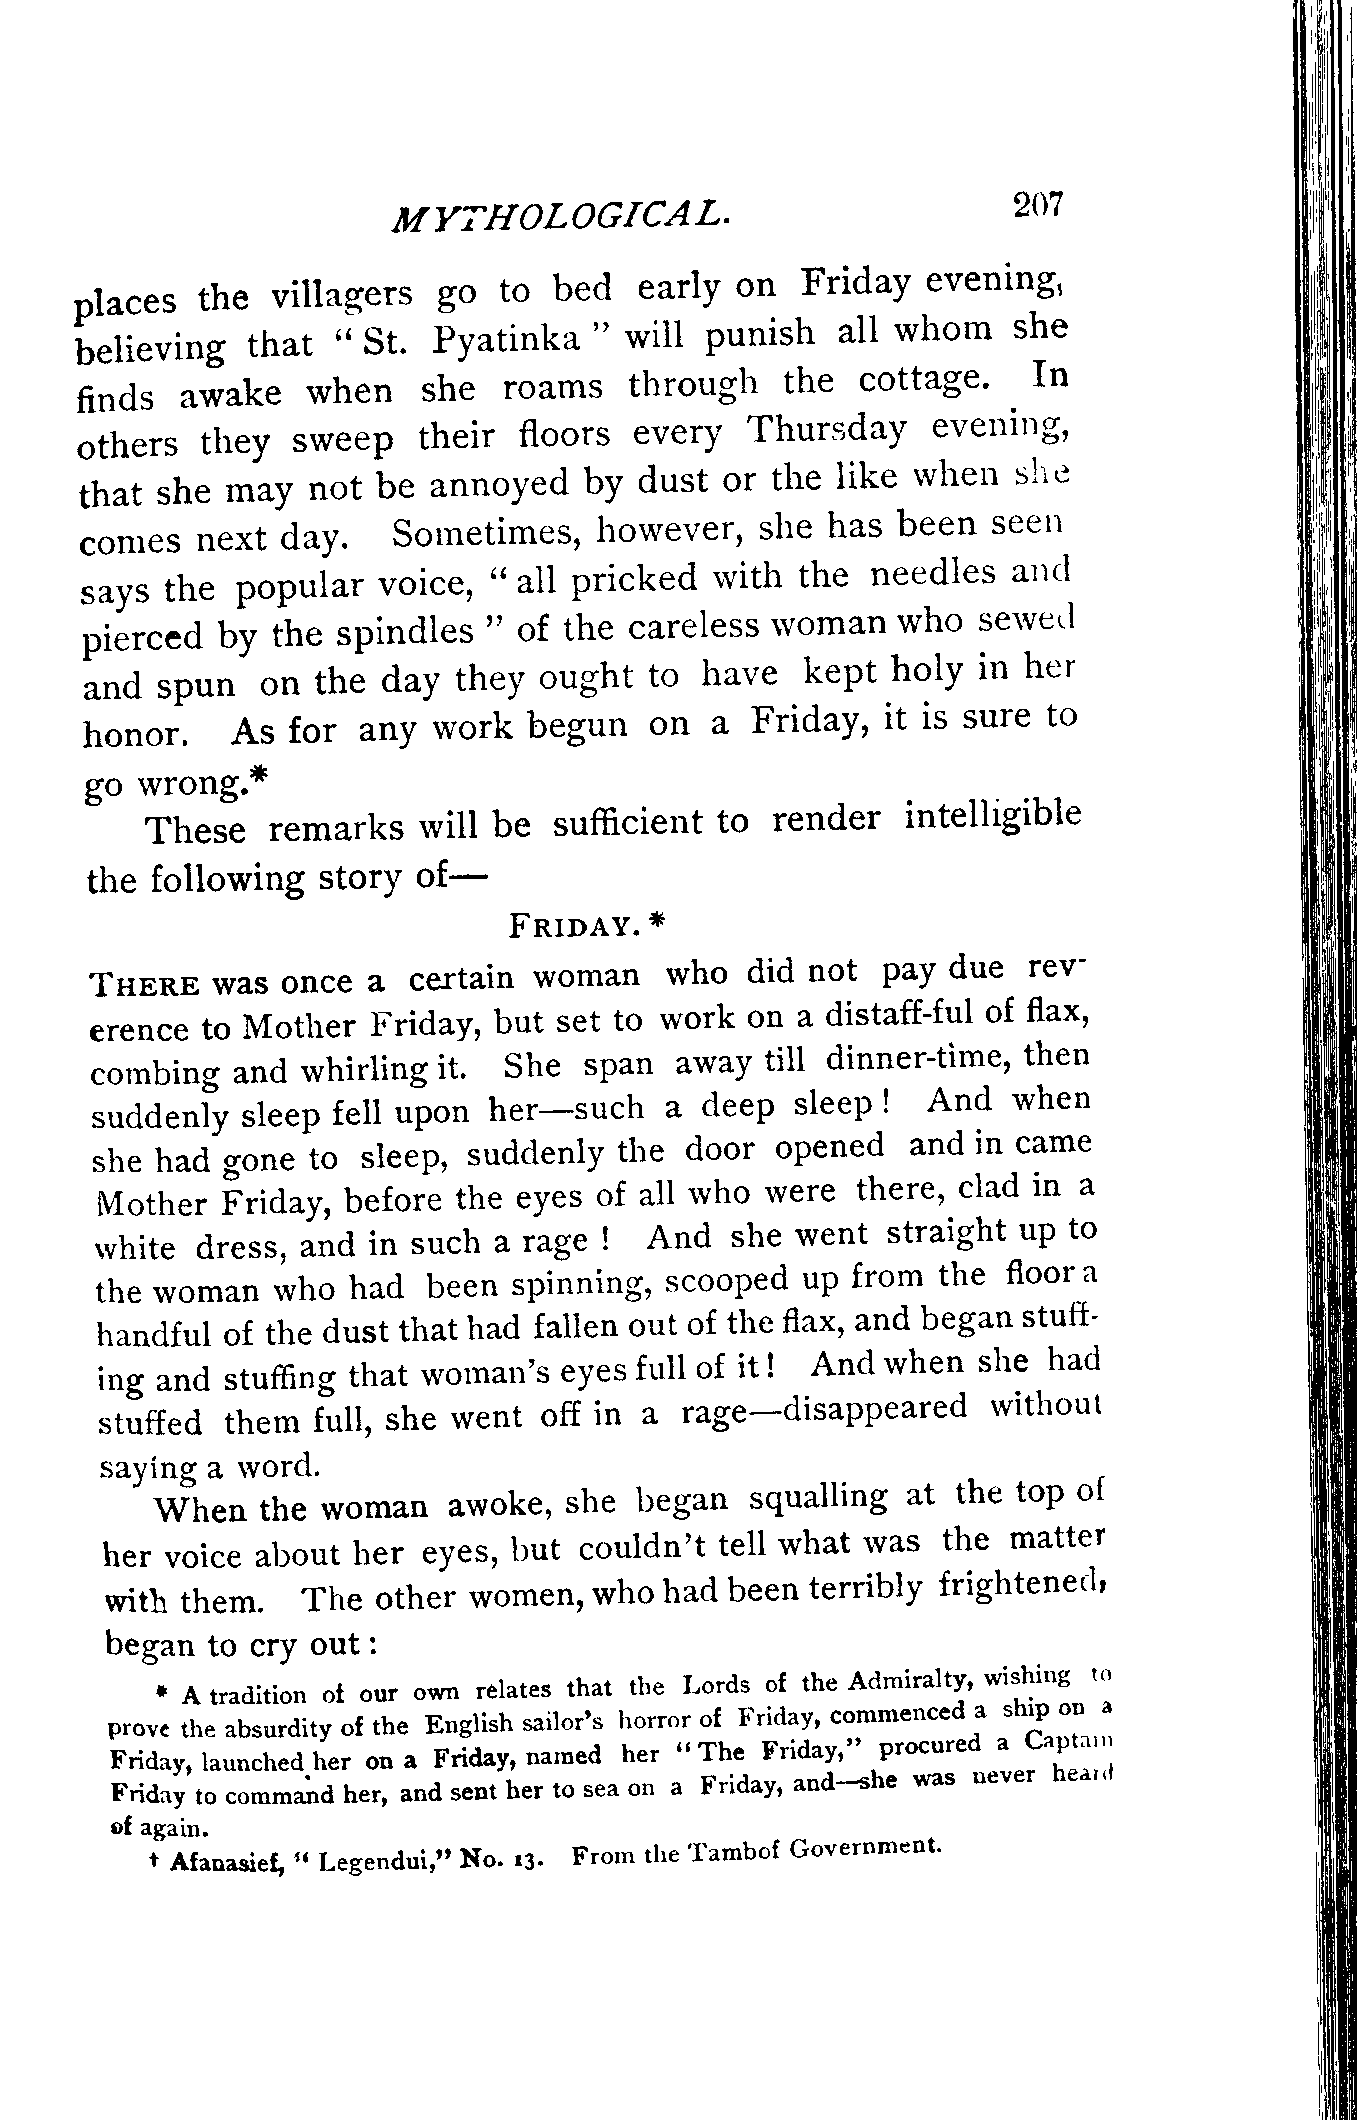 MYTHOLOGICAL. 207
places the villagers go to bed early on Friday evening,
believing that “ St. Pyatinka ” will punish all whom she
finds awake when she roams through the cottage. In
others they sweep their floors every Thursday evening,
that she may not be annoyed by dust or the like when she
comes next day. Sometimes, however, she has been seen
says the popular voice, “ all pricked with the needles and
pierced by the spindles ” of the careless woman who sewed
and spun on the day they ought to have kept holy in her
honor. As for any work begun on a Friday, it is sure to
go wrong.*
These remarks will be sufficient to render intelligible
the following story of—
FRIDAY. *
THERE was once a certain woman who did not pay due rev-
erence to Mother Friday, but set to work on a distaff-ful of flax,
combing and whirling it. She span away till dinner-time, then
suddenly sleep fell upon her—such a deep sleep ! And when
she had gone to sleep, suddenly the door opened and in came
Mother Friday, before the eyes of all who were there, clad in a
white dress, and in such a rage ! And she went straight up to
the woman who had been spinning, scooped up from the floor a
handful of the dust that had fallen out of the flax, and began stuff-
ing and stuffing that woman’s eyes full of it ! And when she had
stuffed them full, she went off in a rage—disappeared without
saying a word.
When the woman awoke, she began squalling at the top of
her voice about her eyes, but couldn’t tell what was the matter
with them. The other women, who had been terribly frightened,
began to cry out :
* A tradition of our own relates that the Lords of the Admiralty, wishing to
prove the absurdity of the English sailor’s horror of Friday, commenced a ship on a
Friday, launched her on a Friday, named her “ The Friday,” procured a Captain
Friday to command her, and sent her to sea on a Friday, and—she was never heard
of again.
† Afanasief, “ Legendui,” No. 13. From the Tambof Government.